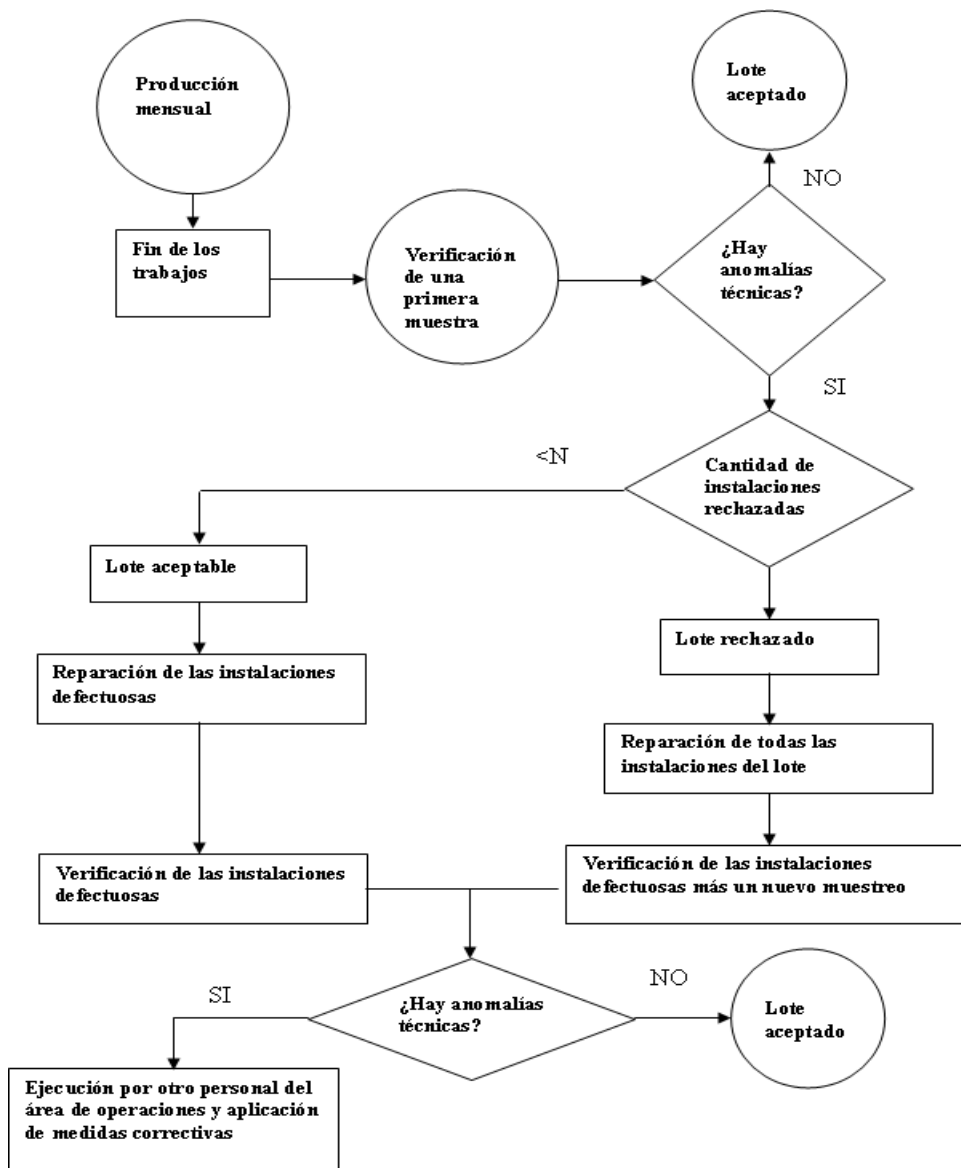 Producción
mensual
Lote
aceptado
NO
Fin de los
trabajos
Verificación
de una
primera
muestra
¿Hay
anomalías
técnicas?
SI
<N
Cantidad de
instalaciones
rechazadas
Lote aceptable
Lote rechazado
Reparación de las instalaciones
defectuosas
Reparación de todas las
instalaciones del lote
Verificación de las instalaciones
defectuosas
Verificación de las instalaciones
defectuosas más un nuevo muestreo
SI
¿Hay anomalías
técnicas?
NO
Lote
aceptado
Ejecución por otro personal del
área de operaciones y aplicación
de medidas correctivas